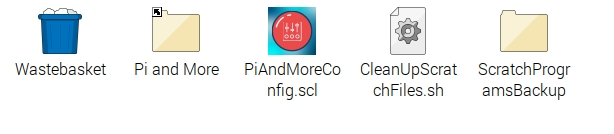 Wastebasket
Pi and More
PiAndMoreCo
nfig.scl
CleanUpScrat
chFiles.sh
ScratchProgr
amsBackup